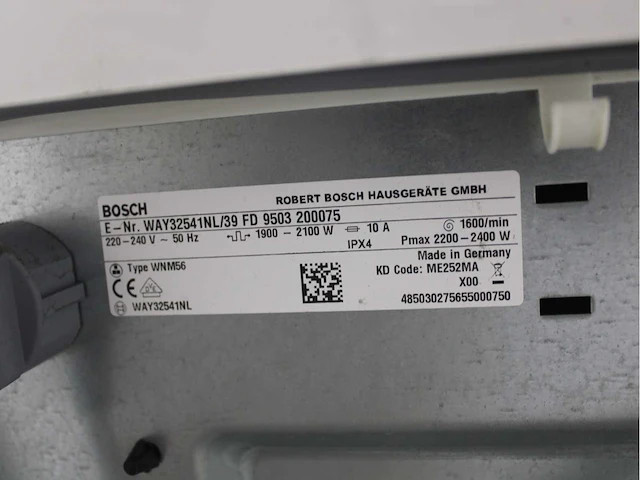 BOSCH ROBERT BOSCH HAUSGERÄTE GMBH
E-Nr. WAY32541NL/39 FD 9503 200075
220-240 V ~ 50 Hz 1900 - 2100 W 10 A 1600/min
IPX4 Pmax 2200-2400 W
Type WNM56 Made in Germany
KD Code: ME252MA
CE X00
WAY32541NL 485030275655000750